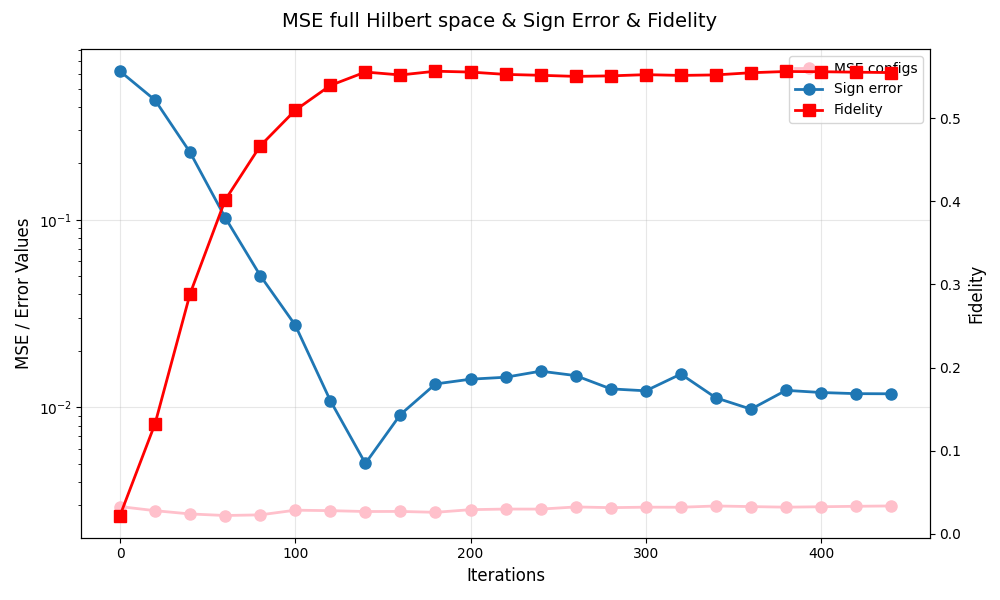 MSE full Hilbert space & Sign Error & Fidelity
MSE configs
Sign error
Fidelity
MSE / Error Values
10⁻¹
10⁻²
0.5
0.4
0.3
0.2
0.1
0.0
Fidelity
0 100 200 300 400
Iterations